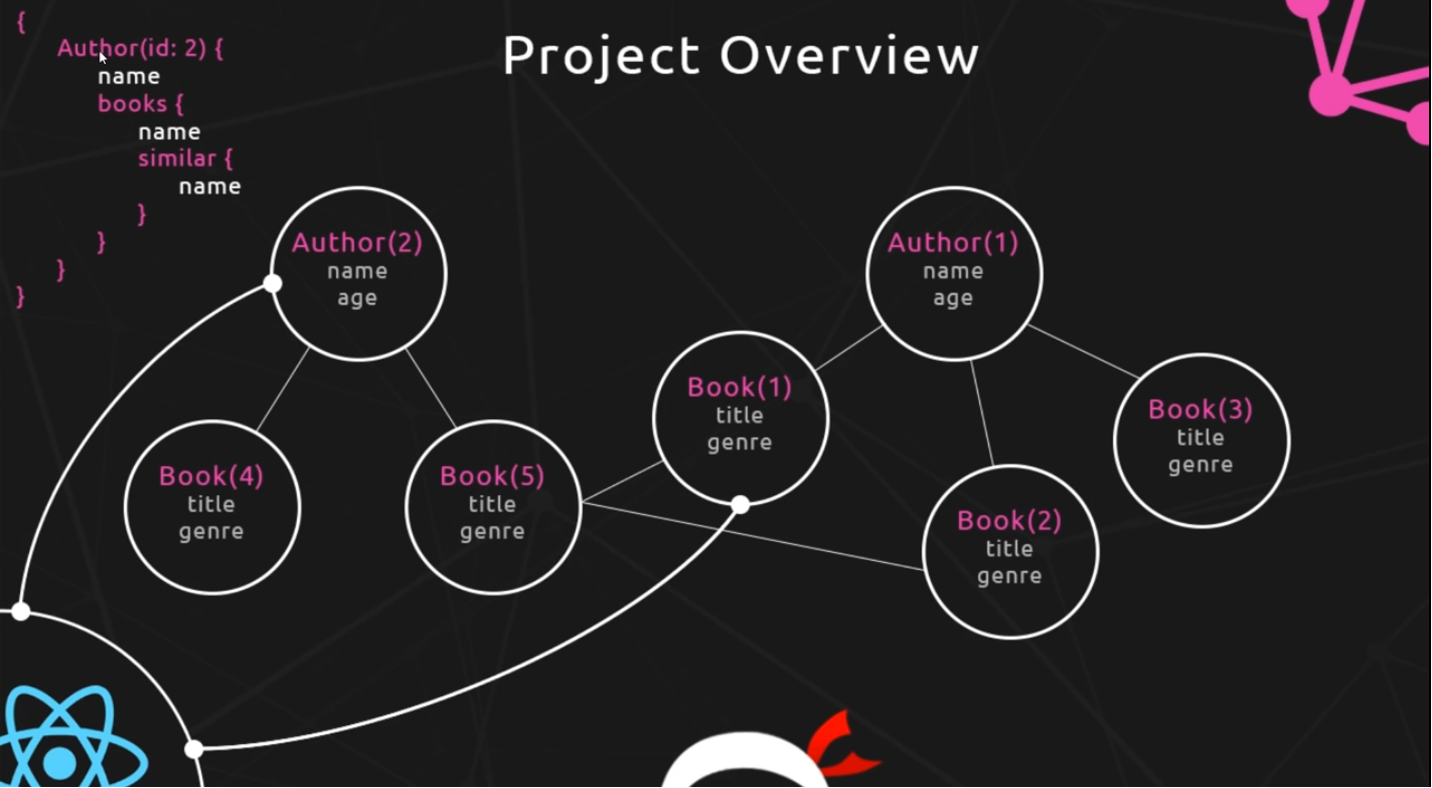 {
Author(id: 2) {
name
books {
name
similar {
name
}
}
}
}
Project Overview
Author(2)
name
age
Author(1)
name
age
Book(1)
title
genre
Book(3)
title
genre
Book(4)
title
genre
Book(5)
title
genre
Book(2)
title
genre